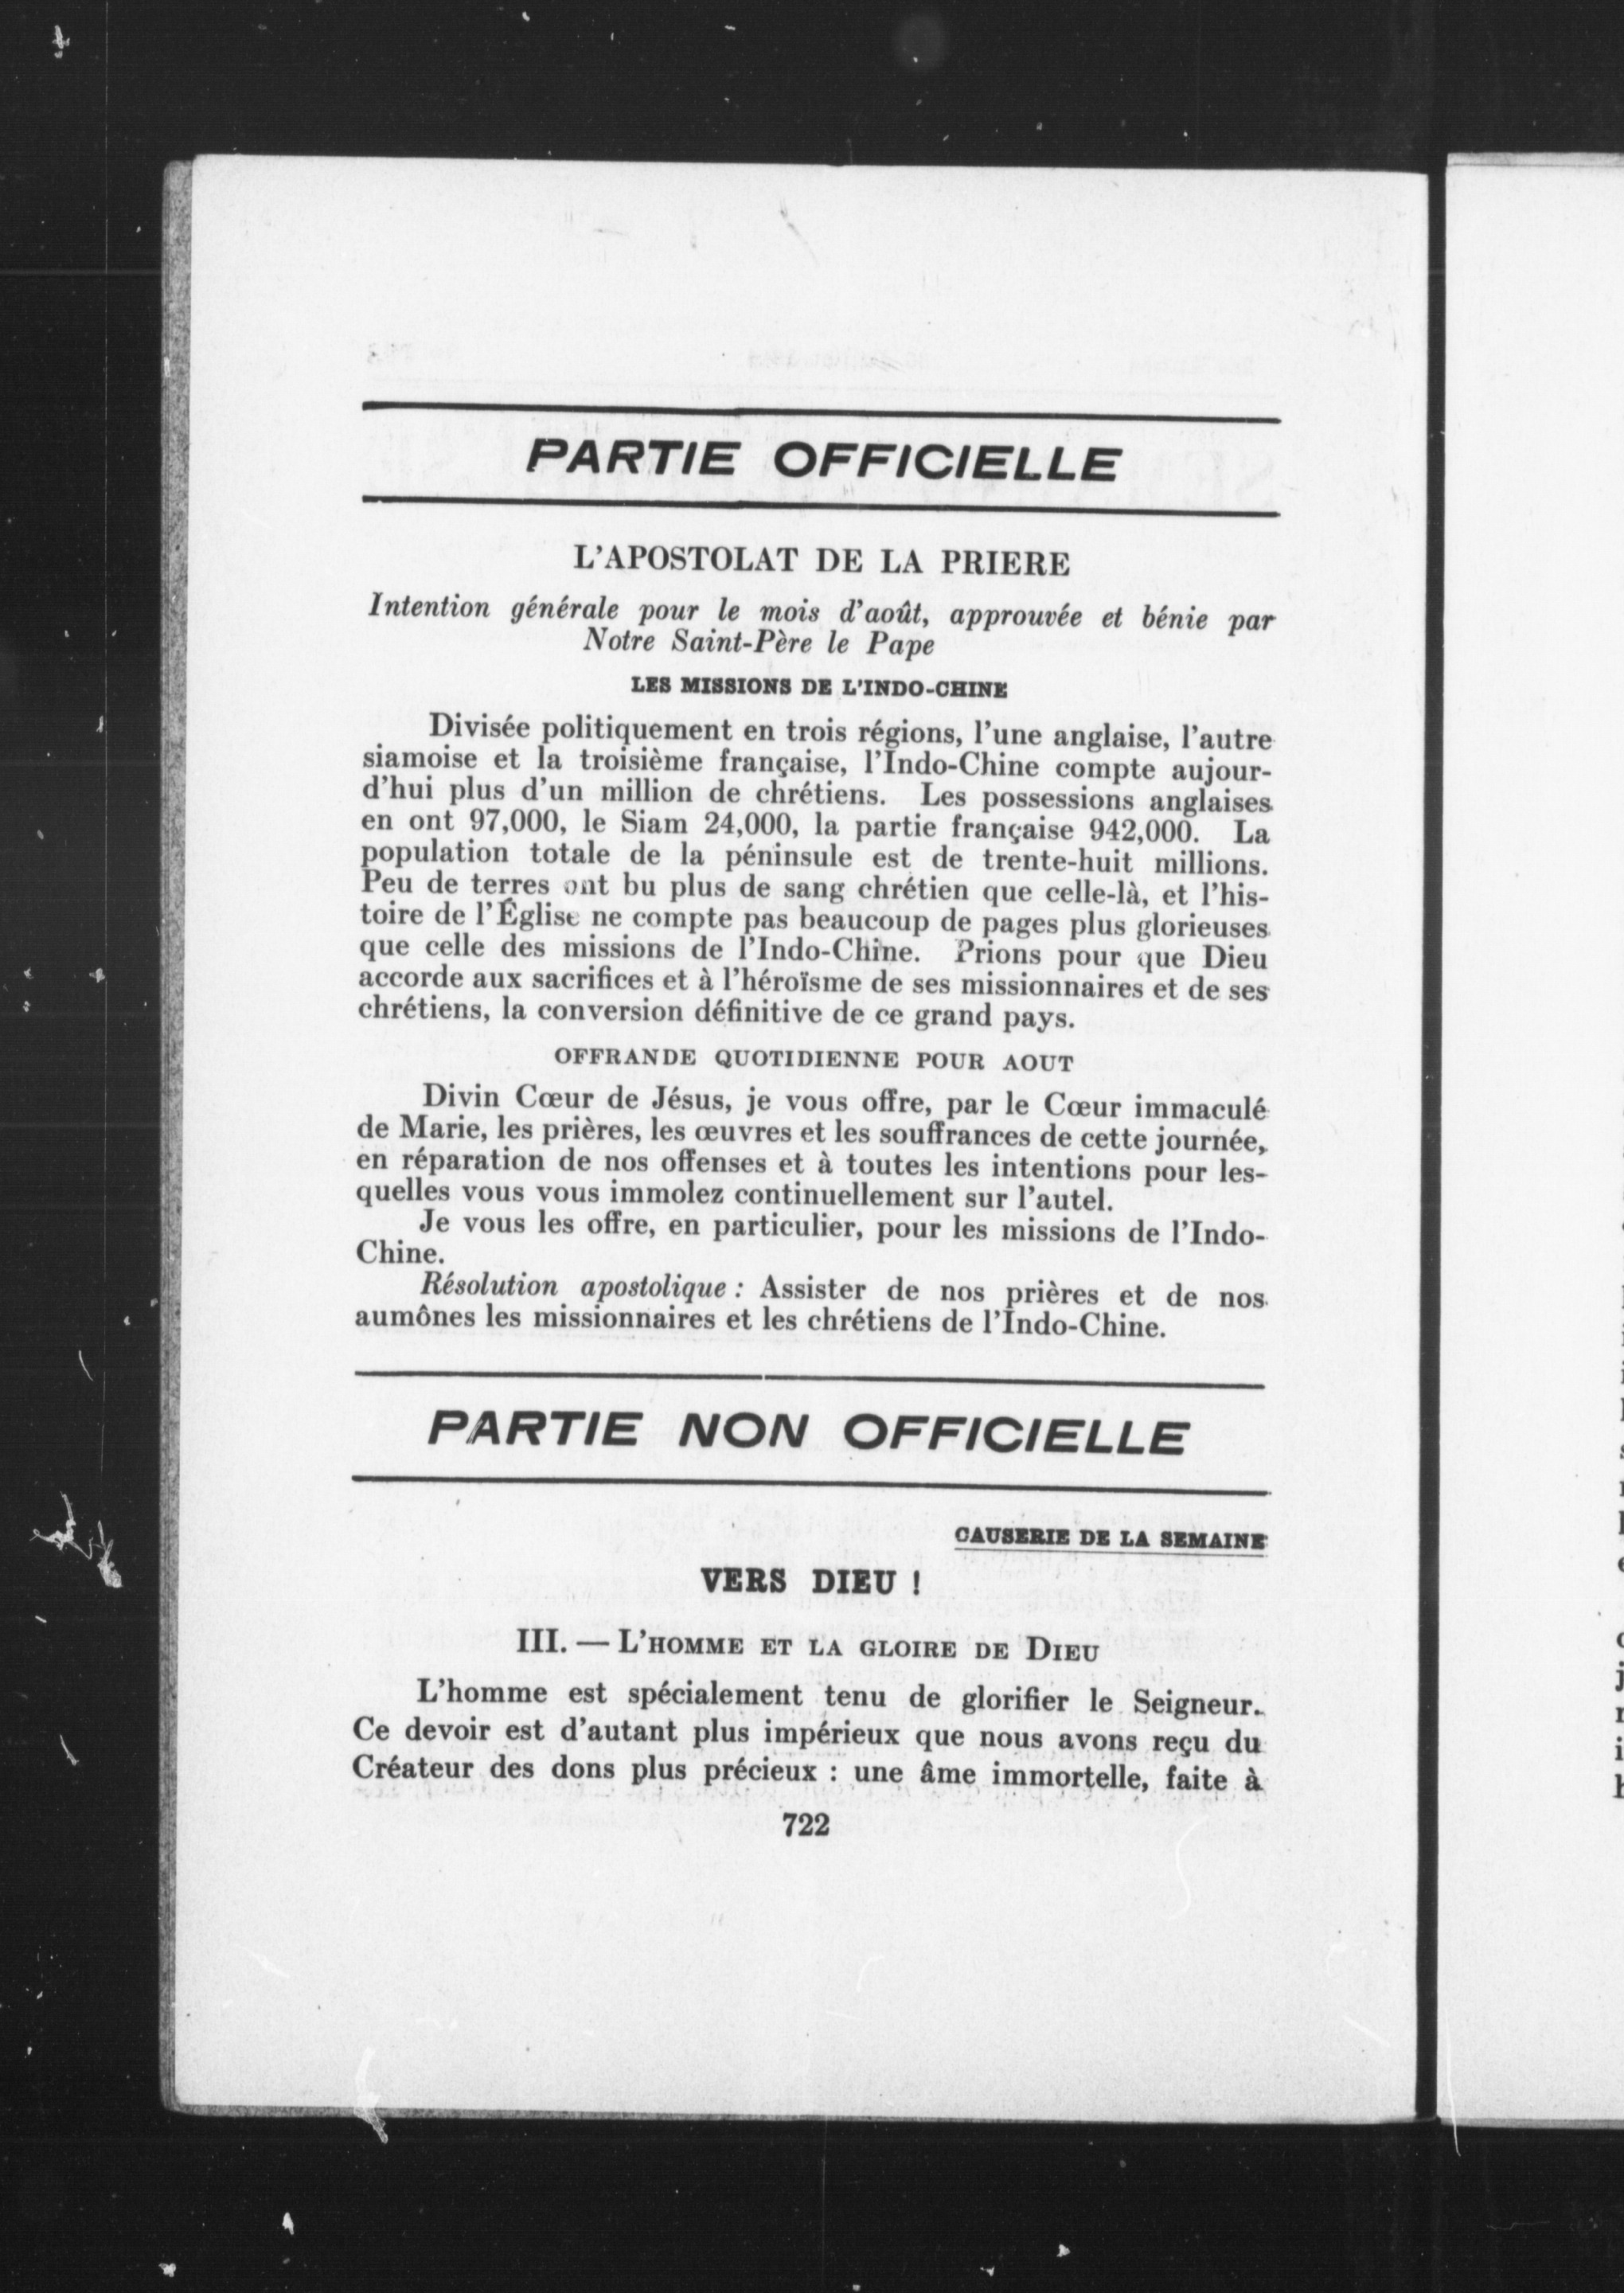 PARTIE OFFICIELLE
L'APOSTOLAT DE LA PRIERE
Intention générale pour le mois d'août, approuvée et bénie par
Notre Saint-Père le Pape
LES MISSIONS DE L'INDO-CHINE
Divisée politiquement en trois régions, l'une anglaise, l'autre
siamoise et la troisième française, l'Indo-Chine compte aujour-
d'hui plus d'un million de chrétiens. Les possessions anglaises
en ont 97,000, le Siam 24,000, la partie française 942,000. La
population totale de la péninsule est de trente-huit millions.
Peu de terres ont bu plus de sang chrétien que celle-là, et l'his-
toire de l'Église ne compte pas beaucoup de pages plus glorieuses
que celle des missions de l'Indo-Chine. Prions pour que Dieu
accorde aux sacrifices et à l'héroïsme de ses missionnaires et de ses
chrétiens, la conversion définitive de ce grand pays.
OFFRANDE QUOTIDIENNE POUR AOUT
Divin Cœur de Jésus, je vous offre, par le Cœur immaculé
de Marie, les prières, les œuvres et les souffrances de cette journée,
en réparation de nos offenses et à toutes les intentions pour les-
quelles vous vous immolez continuellement sur l'autel.
Je vous les offre, en particulier, pour les missions de l'Indo-
Chine.
Résolution apostolique : Assister de nos prières et de nos
aumônes les missionnaires et les chrétiens de l'Indo-Chine.
PARTIE NON OFFICIELLE
CAUSERIE DE LA SEMAINE
VERS DIEU !
III. — L'HOMME ET LA GLOIRE DE DIEU
L'homme est spécialement tenu de glorifier le Seigneur.
Ce devoir est d'autant plus impérieux que nous avons reçu du
Créateur des dons plus précieux : une âme immortelle, faite à
722